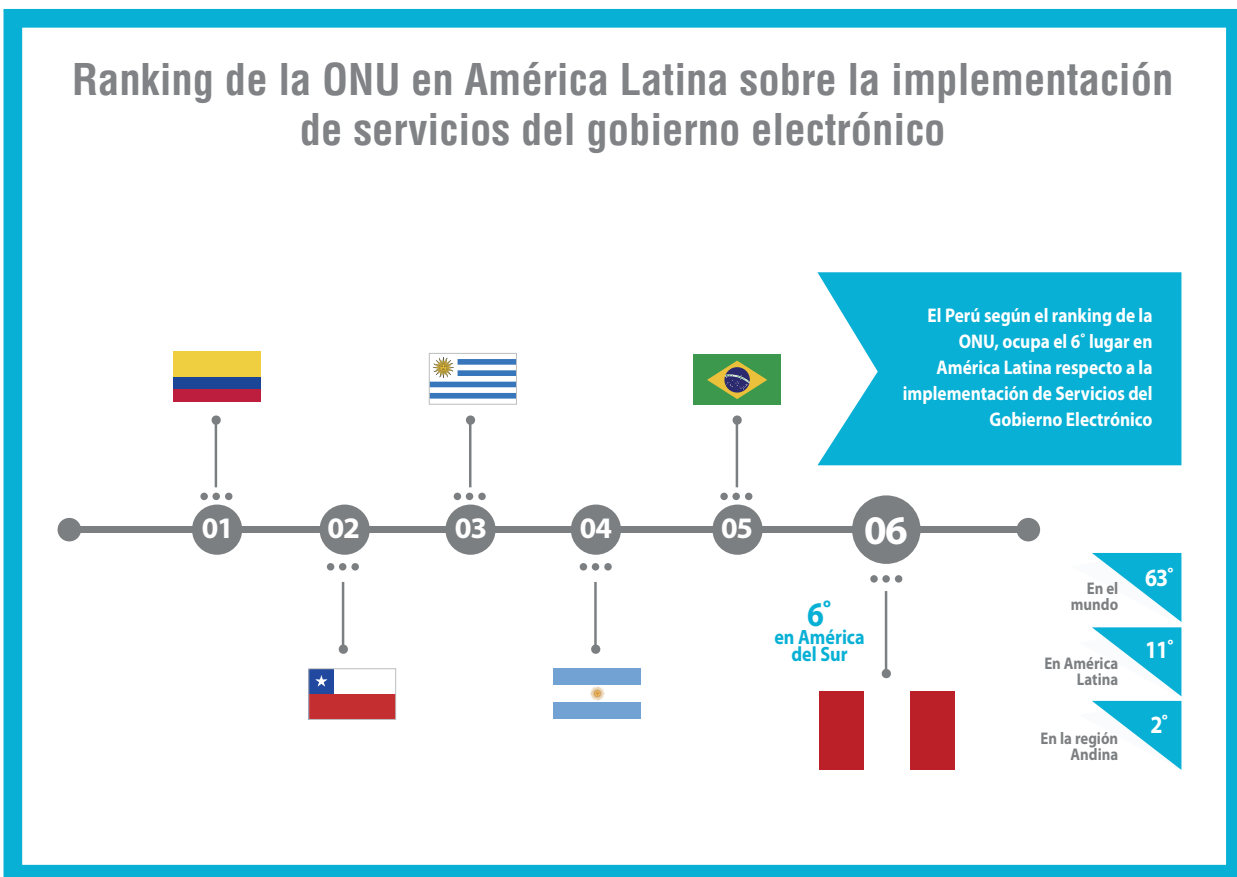 Ranking de la ONU en América Latina sobre la implementación
de servicios del gobierno electrónico
El Perú según el ranking de la
ONU, ocupa el 6° lugar en
América Latina respecto a la
implementación de Servicios del
Gobierno Electrónico
01
02
03
04
05
06
6°
en América
del Sur
63°
En el
mundo
11°
En América
Latina
2°
En la región
Andina